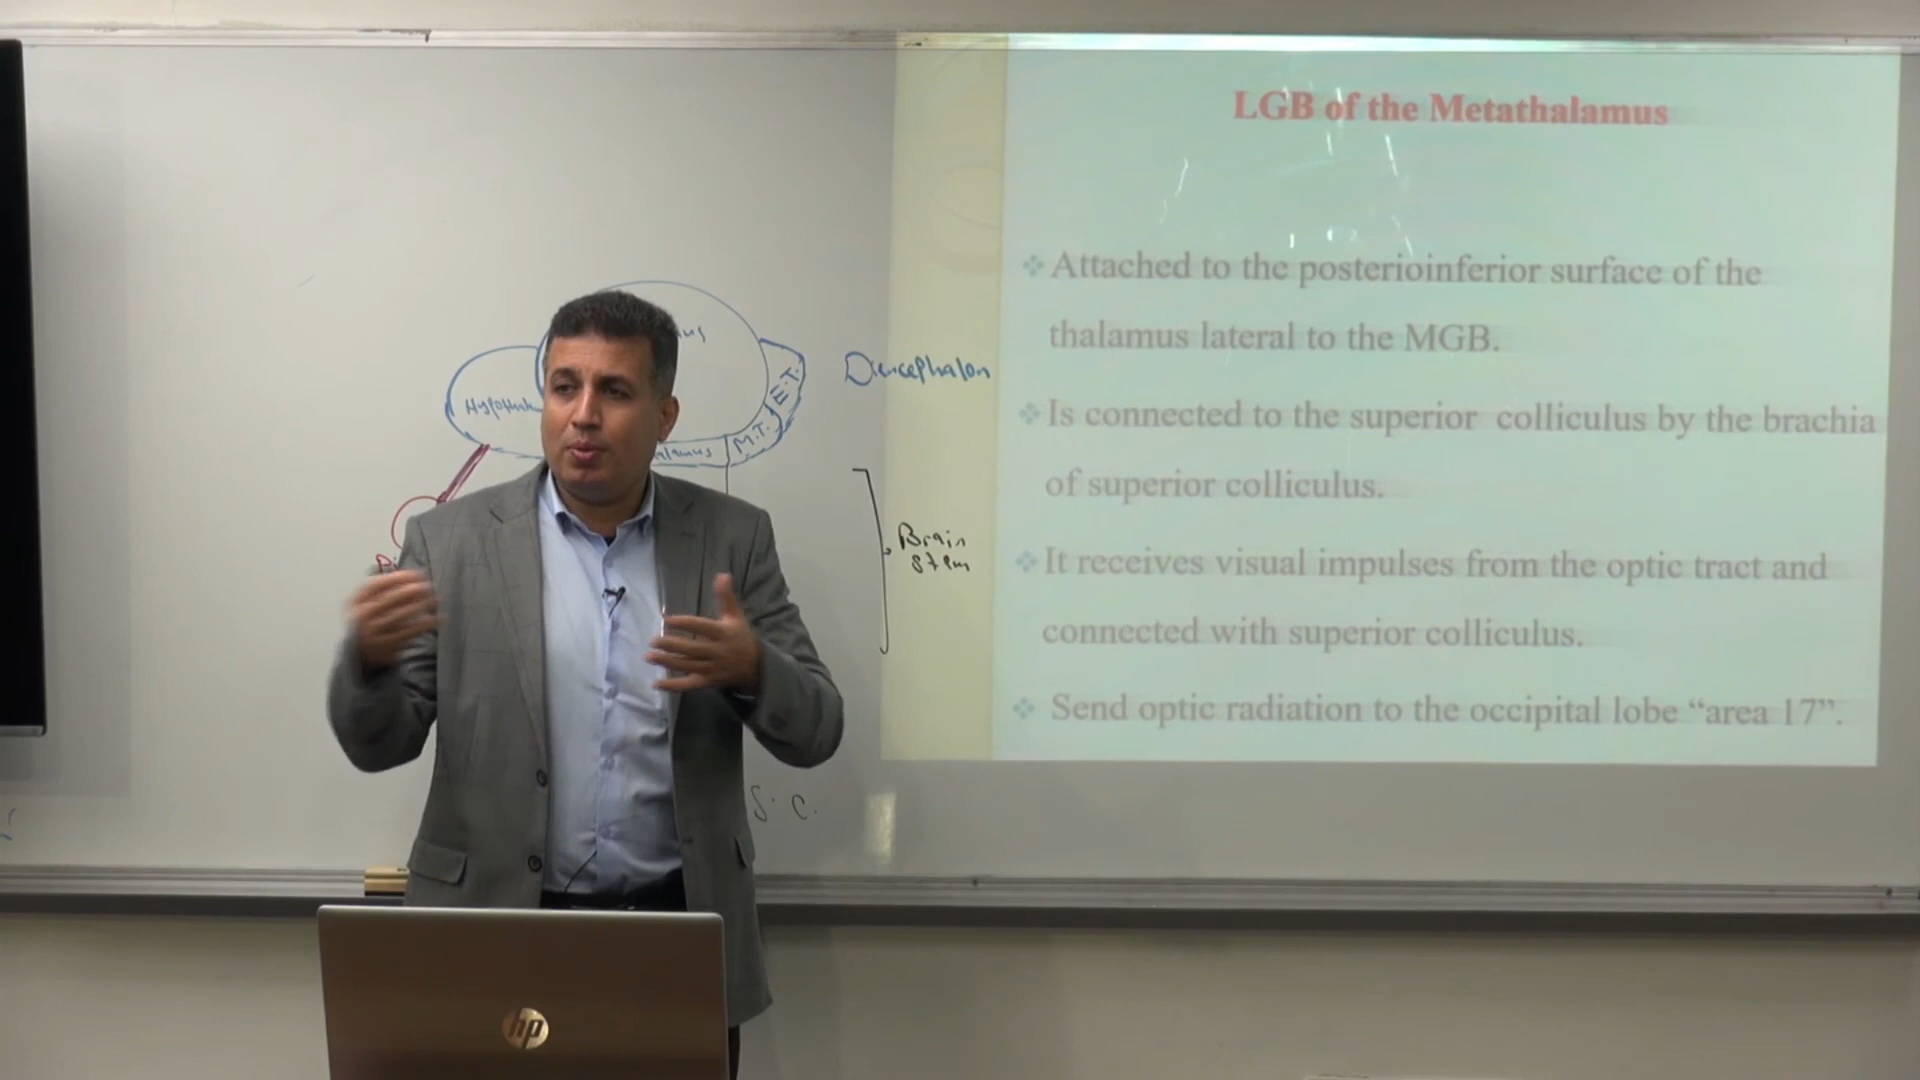 LGB of the Metathalamus
Attached to the posterioinferior surface of the
thalamus lateral to the MGB.
Is connected to the superior colliculus by the brachia
of superior colliculus.
It receives visual impulses from the optic tract and
connected with superior colliculus.
Send optic radiation to the occipital lobe “area 17”.
E.T.
M.T.
Diencephalon
Brain
stem
S.C.
hp